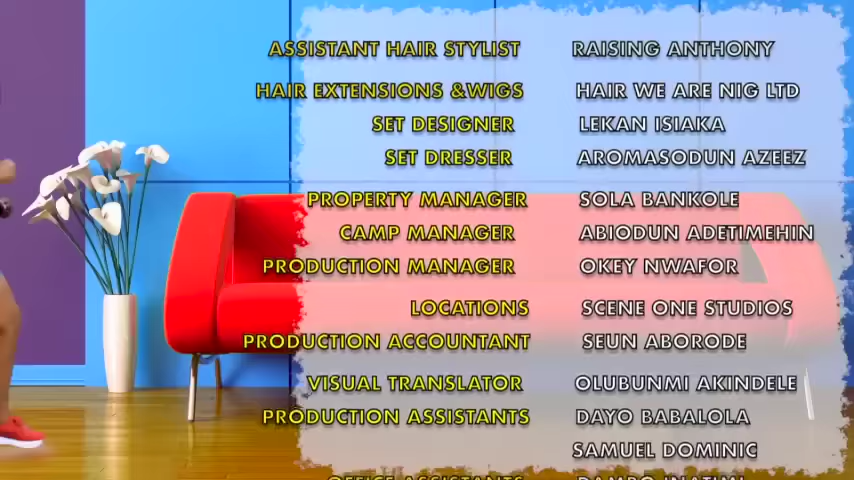 ASSISTANT HAIR STYLIST RAISING ANTHONY
HAIR EXTENSIONS &WIGS HAIR WE ARE NIG LTD
SET DESIGNER LEKAN ISIAKA
SET DRESSER AROMASODUN AZEEZ
PROPERTY MANAGER SOLA BANKOLE
CAMP MANAGER ABIODUN ADETIMEHIN
PRODUCTION MANAGER OKEY NWAFOR
LOCATIONS SCENE ONE STUDIOS
PRODUCTION ACCOUNTANT SEUN ABORODE
VISUAL TRANSLATOR OLUBUNMI AKINDELE
PRODUCTION ASSISTANTS DAYO BABALOLA
SAMUEL DOMINIC
OFFICE ASSISTANTS